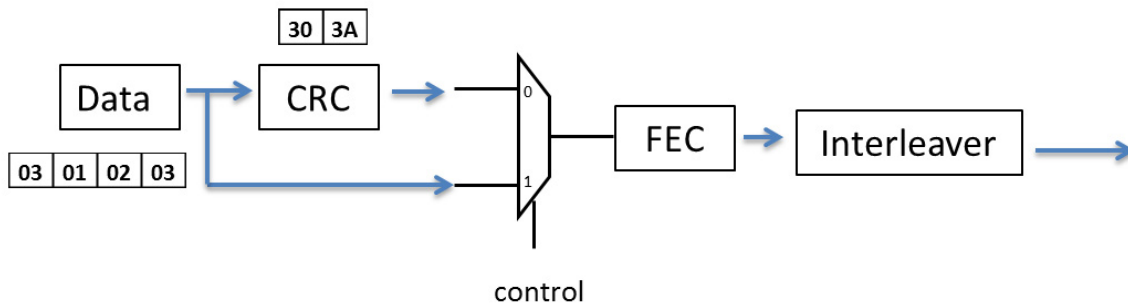 30 3A
Data
CRC
0
FEC
Interleaver
03 01 02 03
1
control